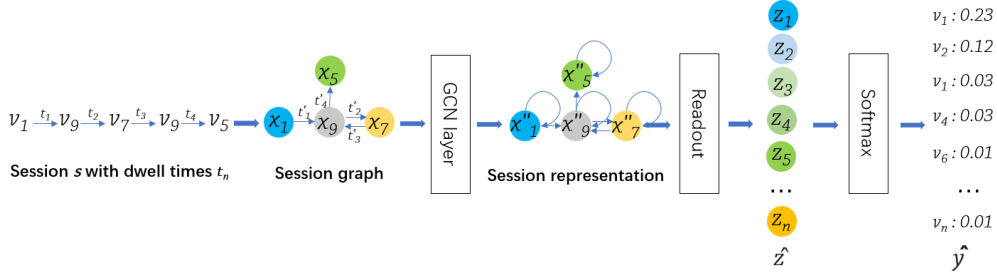 v1 t1 v9 t2 v7 t3 v9 t4 v5
Session s with dwell times tn
x5
t'1 t'4 t'2
x1 x9 x7
t'3
Session graph
GCN layer
x''5
x''1 x''9 x''7
Session representation
Readout
z1
z2
z3
z4
z5
...
zn
ẑ
Softmax
v1: 0.23
v2: 0.12
v1: 0.03
v4: 0.03
v6: 0.01
...
vn: 0.01
ŷ